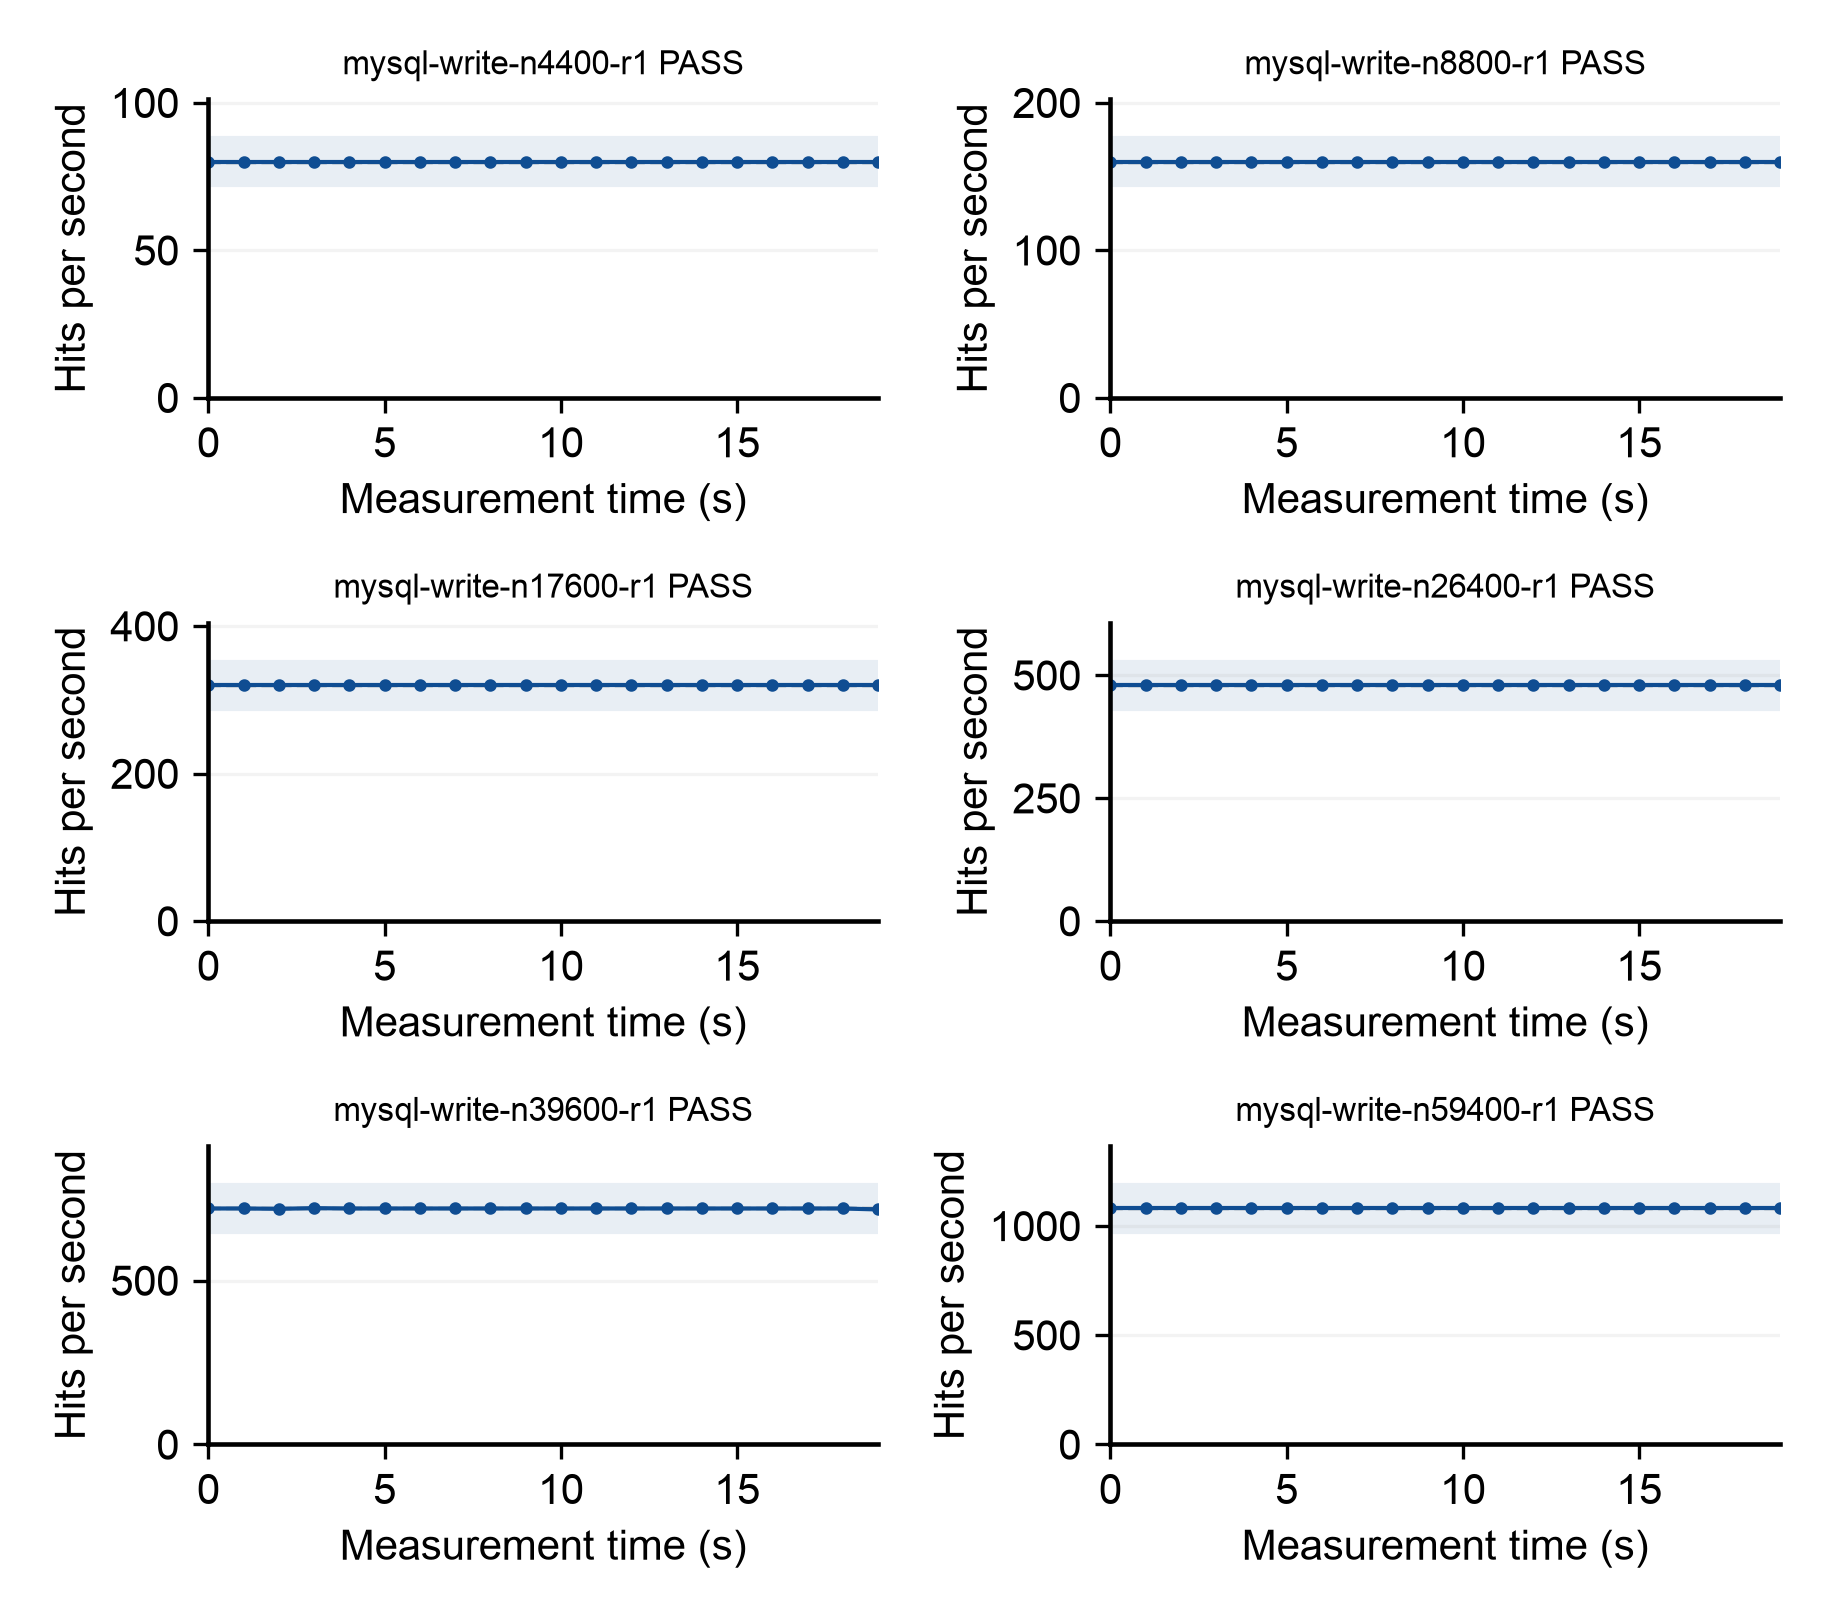 mysql-write-n4400-r1 PASS
Hits per second
100
50
0
0 5 10 15
Measurement time (s)
mysql-write-n8800-r1 PASS
Hits per second
200
100
0
0 5 10 15
Measurement time (s)
mysql-write-n17600-r1 PASS
Hits per second
400
200
0
0 5 10 15
Measurement time (s)
mysql-write-n26400-r1 PASS
Hits per second
500
250
0
0 5 10 15
Measurement time (s)
mysql-write-n39600-r1 PASS
Hits per second
500
0
0 5 10 15
Measurement time (s)
mysql-write-n59400-r1 PASS
Hits per second
1000
500
0
0 5 10 15
Measurement time (s)